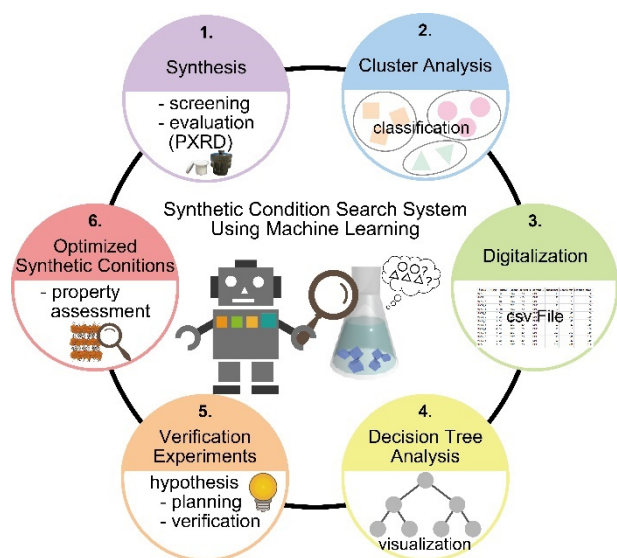 1.
Synthesis
- screening
- evaluation
(PXRD)
2.
Cluster Analysis
classification
3.
Digitalization
csv File
4.
Decision Tree
Analysis
visualization
5.
Verification
Experiments
hypothesis
- planning
- verification
6.
Optimized
Synthetic Conitions
- property
assessment
Synthetic Condition Search System
Using Machine Learning
?
?